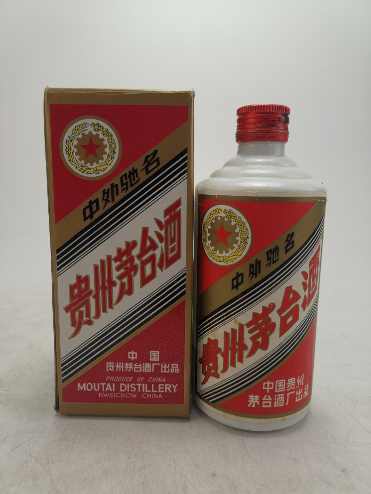 中外驰名
贵州茅台酒
中国
贵州茅台酒厂出品
PRODUCE OF CHINA
MOUTAI DISTILLERY
KWEICHOW CHINA
中外驰名
贵州茅台酒
中国贵州
茅台酒厂出品